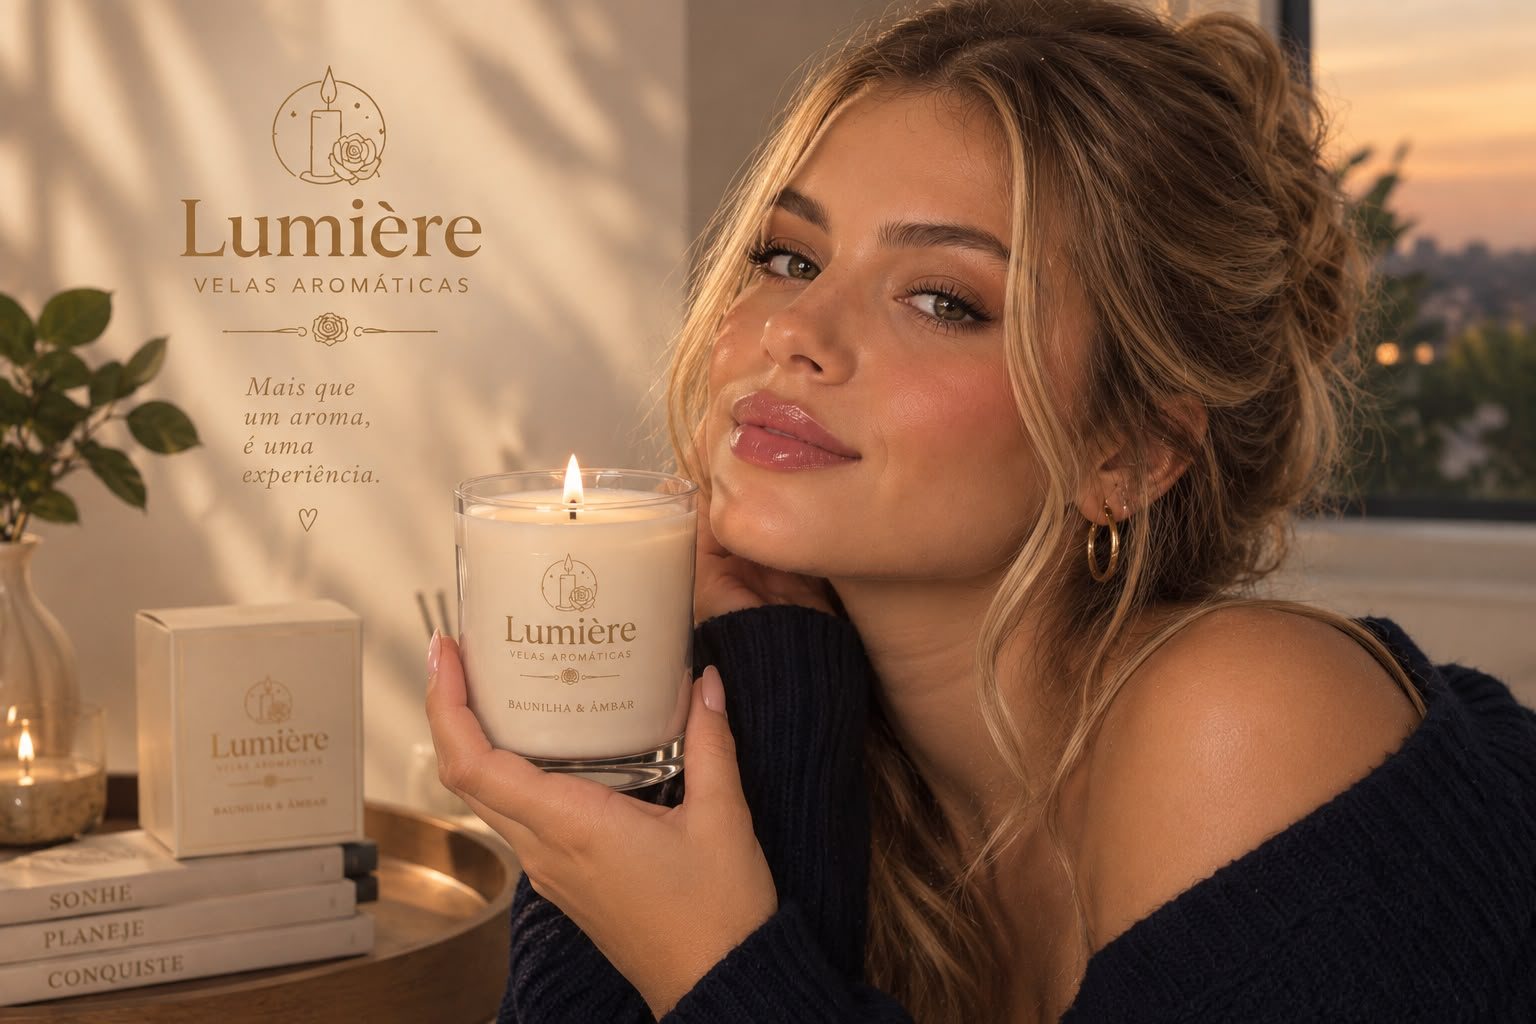 Lumière
VELAS AROMÁTICAS
Mais que
um aroma,
é uma
experiência.
Lumière
VELAS AROMÁTICAS
BAUNILHA & ÂMBAR
Lumière
VELAS AROMÁTICAS
BAUNILHA & ÂMBAR
SONHE
PLANEJE
CONQUISTE